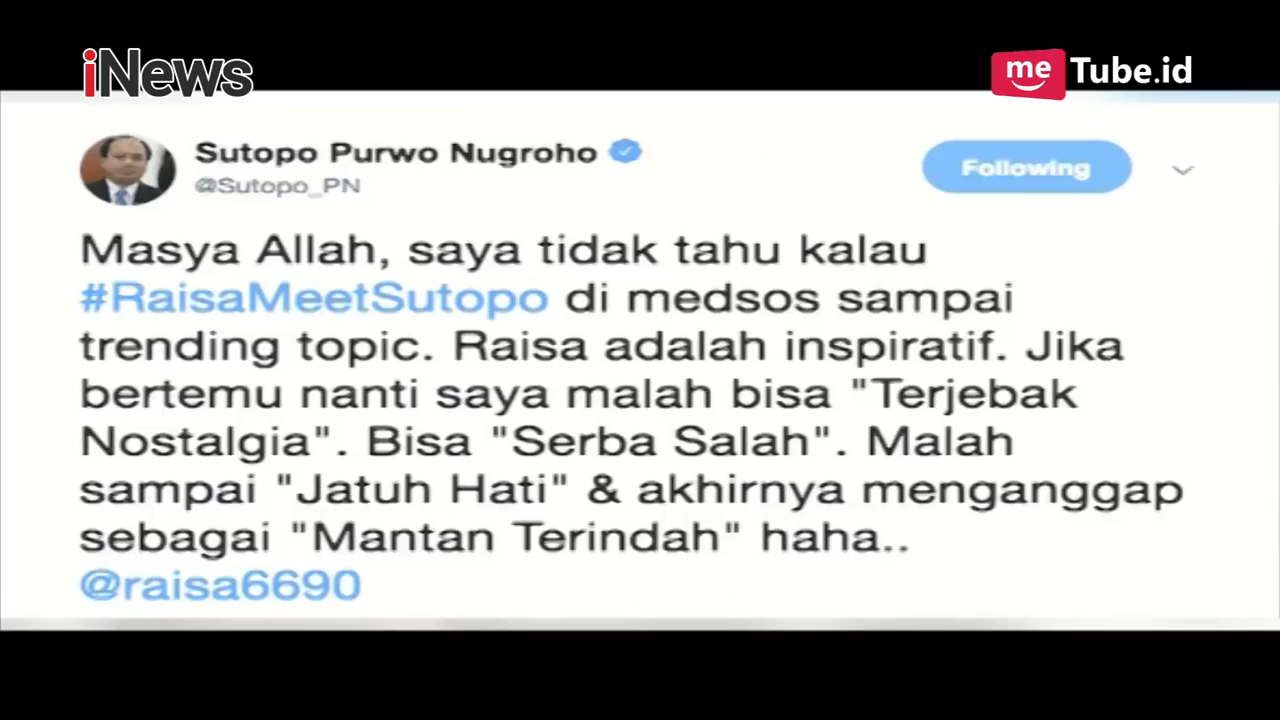 iNews
me Tube.id
Sutopo Purwo Nugroho
@Sutopo_PN
Following
Masya Allah, saya tidak tahu kalau
#RaisaMeetSutopo di medsos sampai
trending topic. Raisa adalah inspiratif. Jika
bertemu nanti saya malah bisa "Terjebak
Nostalgia". Bisa "Serba Salah". Malah
sampai "Jatuh Hati" & akhirnya menganggap
sebagai "Mantan Terindah" haha..
@raisa6690